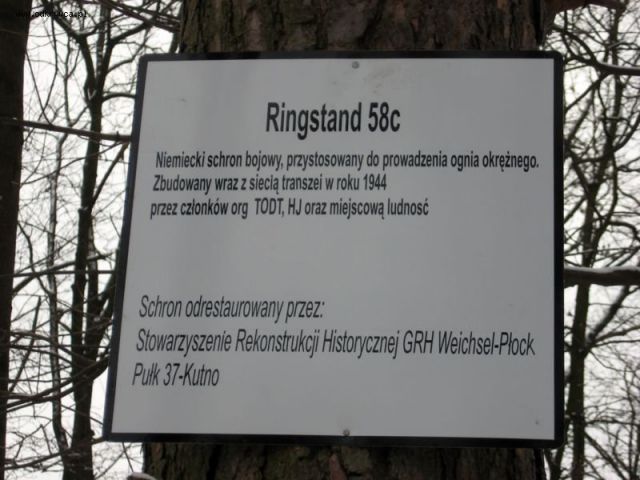 Ringstand 58c
Niemiecki schron bojowy, przystosowany do prowadzenia ognia okrężnego.
Zbudowany wraz z siecią transzei w roku 1944
przez członków org TODT, HJ oraz miejscową ludność
Schron odrestaurowany przez:
Stowarzyszenie Rekonstrukcji Historycznej GRH Weichsel-Płock
Pułk 37-Kutno